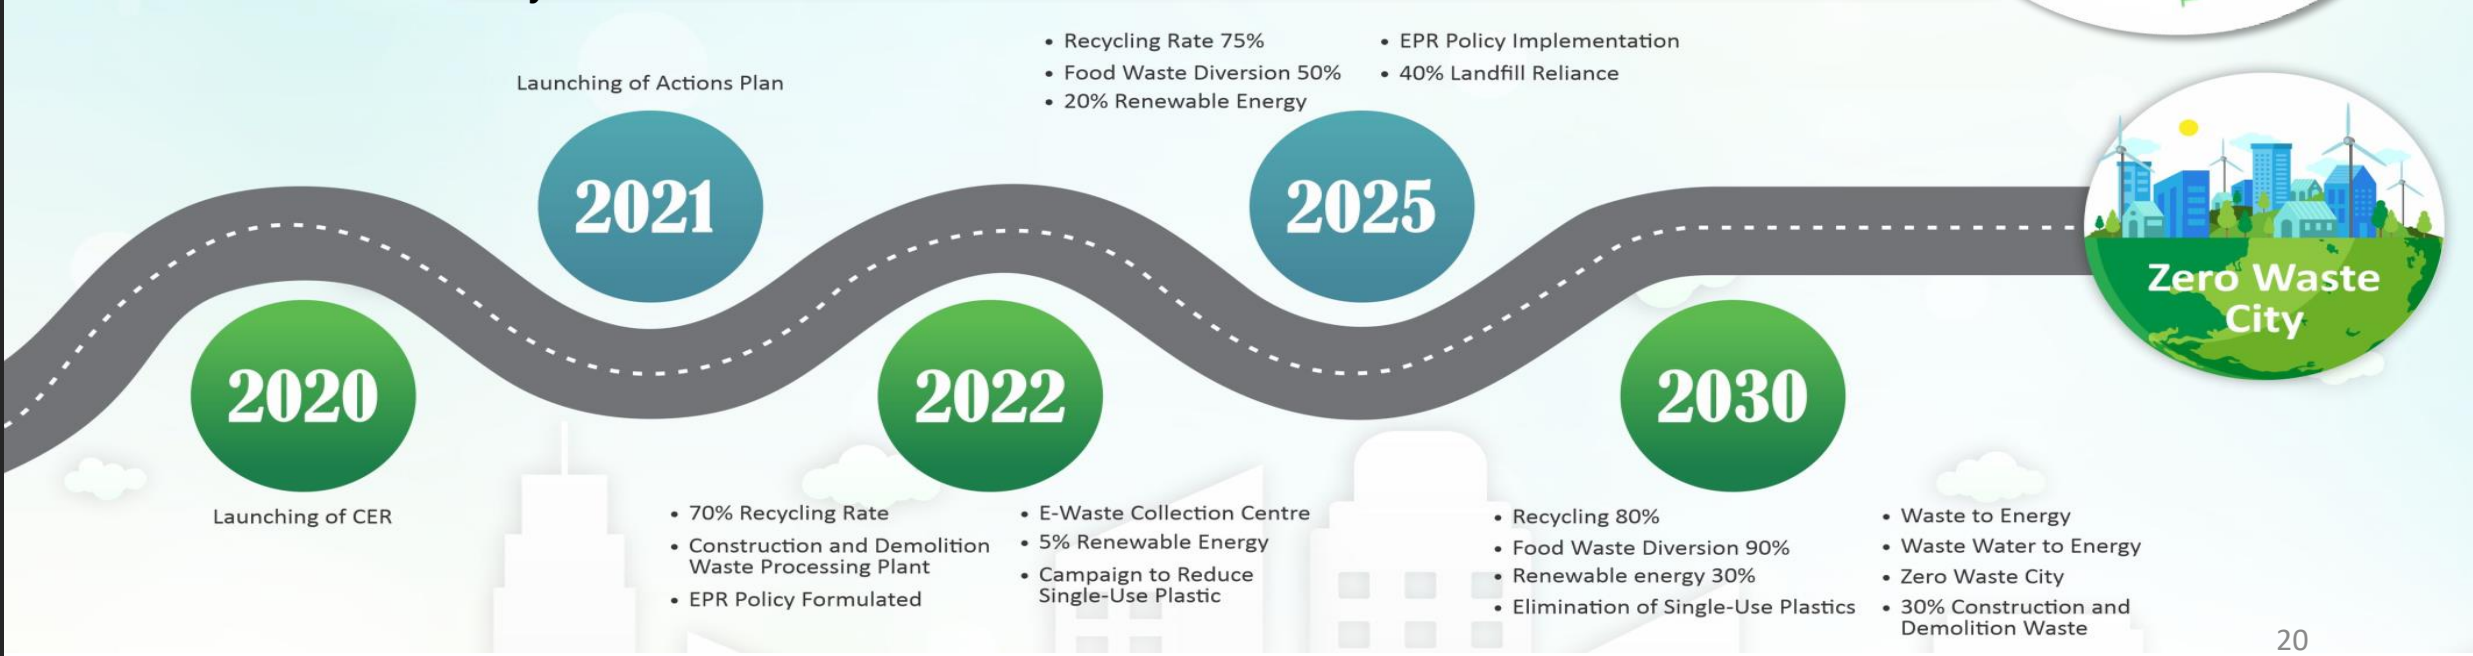 Launching of Actions Plan
• Recycling Rate 75%
• Food Waste Diversion 50%
• 20% Renewable Energy
• EPR Policy Implementation
• 40% Landfill Reliance
2021
2025
Zero Waste
City
2020
2022
2030
Launching of CER
• 70% Recycling Rate
• Construction and Demolition
Waste Processing Plant
• EPR Policy Formulated
• E-Waste Collection Centre
• 5% Renewable Energy
• Campaign to Reduce
Single-Use Plastic
• Recycling 80%
• Food Waste Diversion 90%
• Renewable energy 30%
• Elimination of Single-Use Plastics
• Waste to Energy
• Waste Water to Energy
• Zero Waste City
• 30% Construction and
Demolition Waste
20